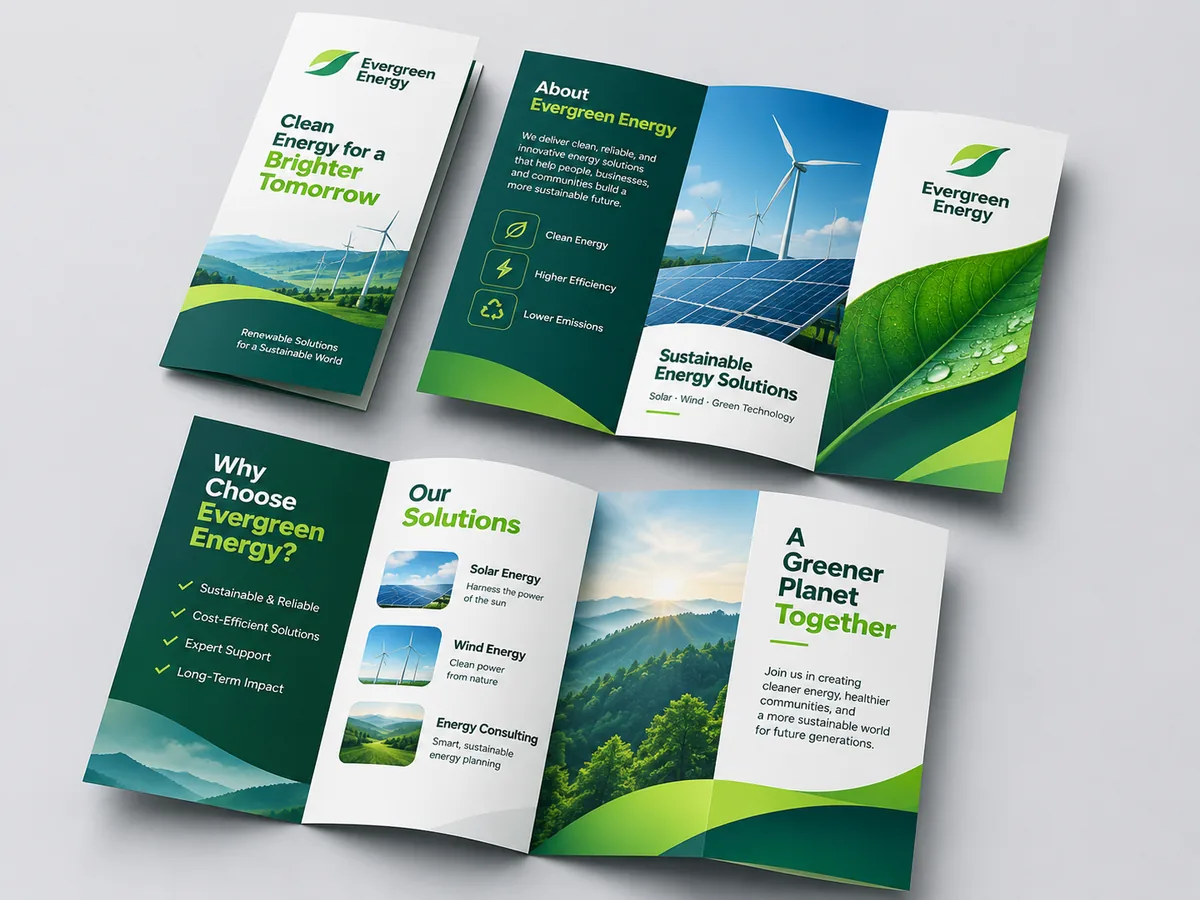 Evergreen
Energy
Clean
Energy for a
Brighter
Tomorrow
Renewable Solutions
for a Sustainable World
About
Evergreen Energy
We deliver clean, reliable, and
innovative energy solutions
that help people, businesses,
and communities build a
more sustainable future.
Clean Energy
Higher Efficiency
Lower Emissions
Sustainable
Energy Solutions
Solar · Wind · Green Technology
Evergreen
Energy
Why
Choose
Evergreen
Energy?
Sustainable & Reliable
Cost-Efficient Solutions
Expert Support
Long-Term Impact
Our
Solutions
Solar Energy
Harness the power
of the sun
Wind Energy
Clean power
from nature
Energy Consulting
Smart, sustainable
energy planning
A
Greener
Planet
Together
Join us in creating
cleaner energy, healthier
communities, and
a more sustainable world
for future generations.